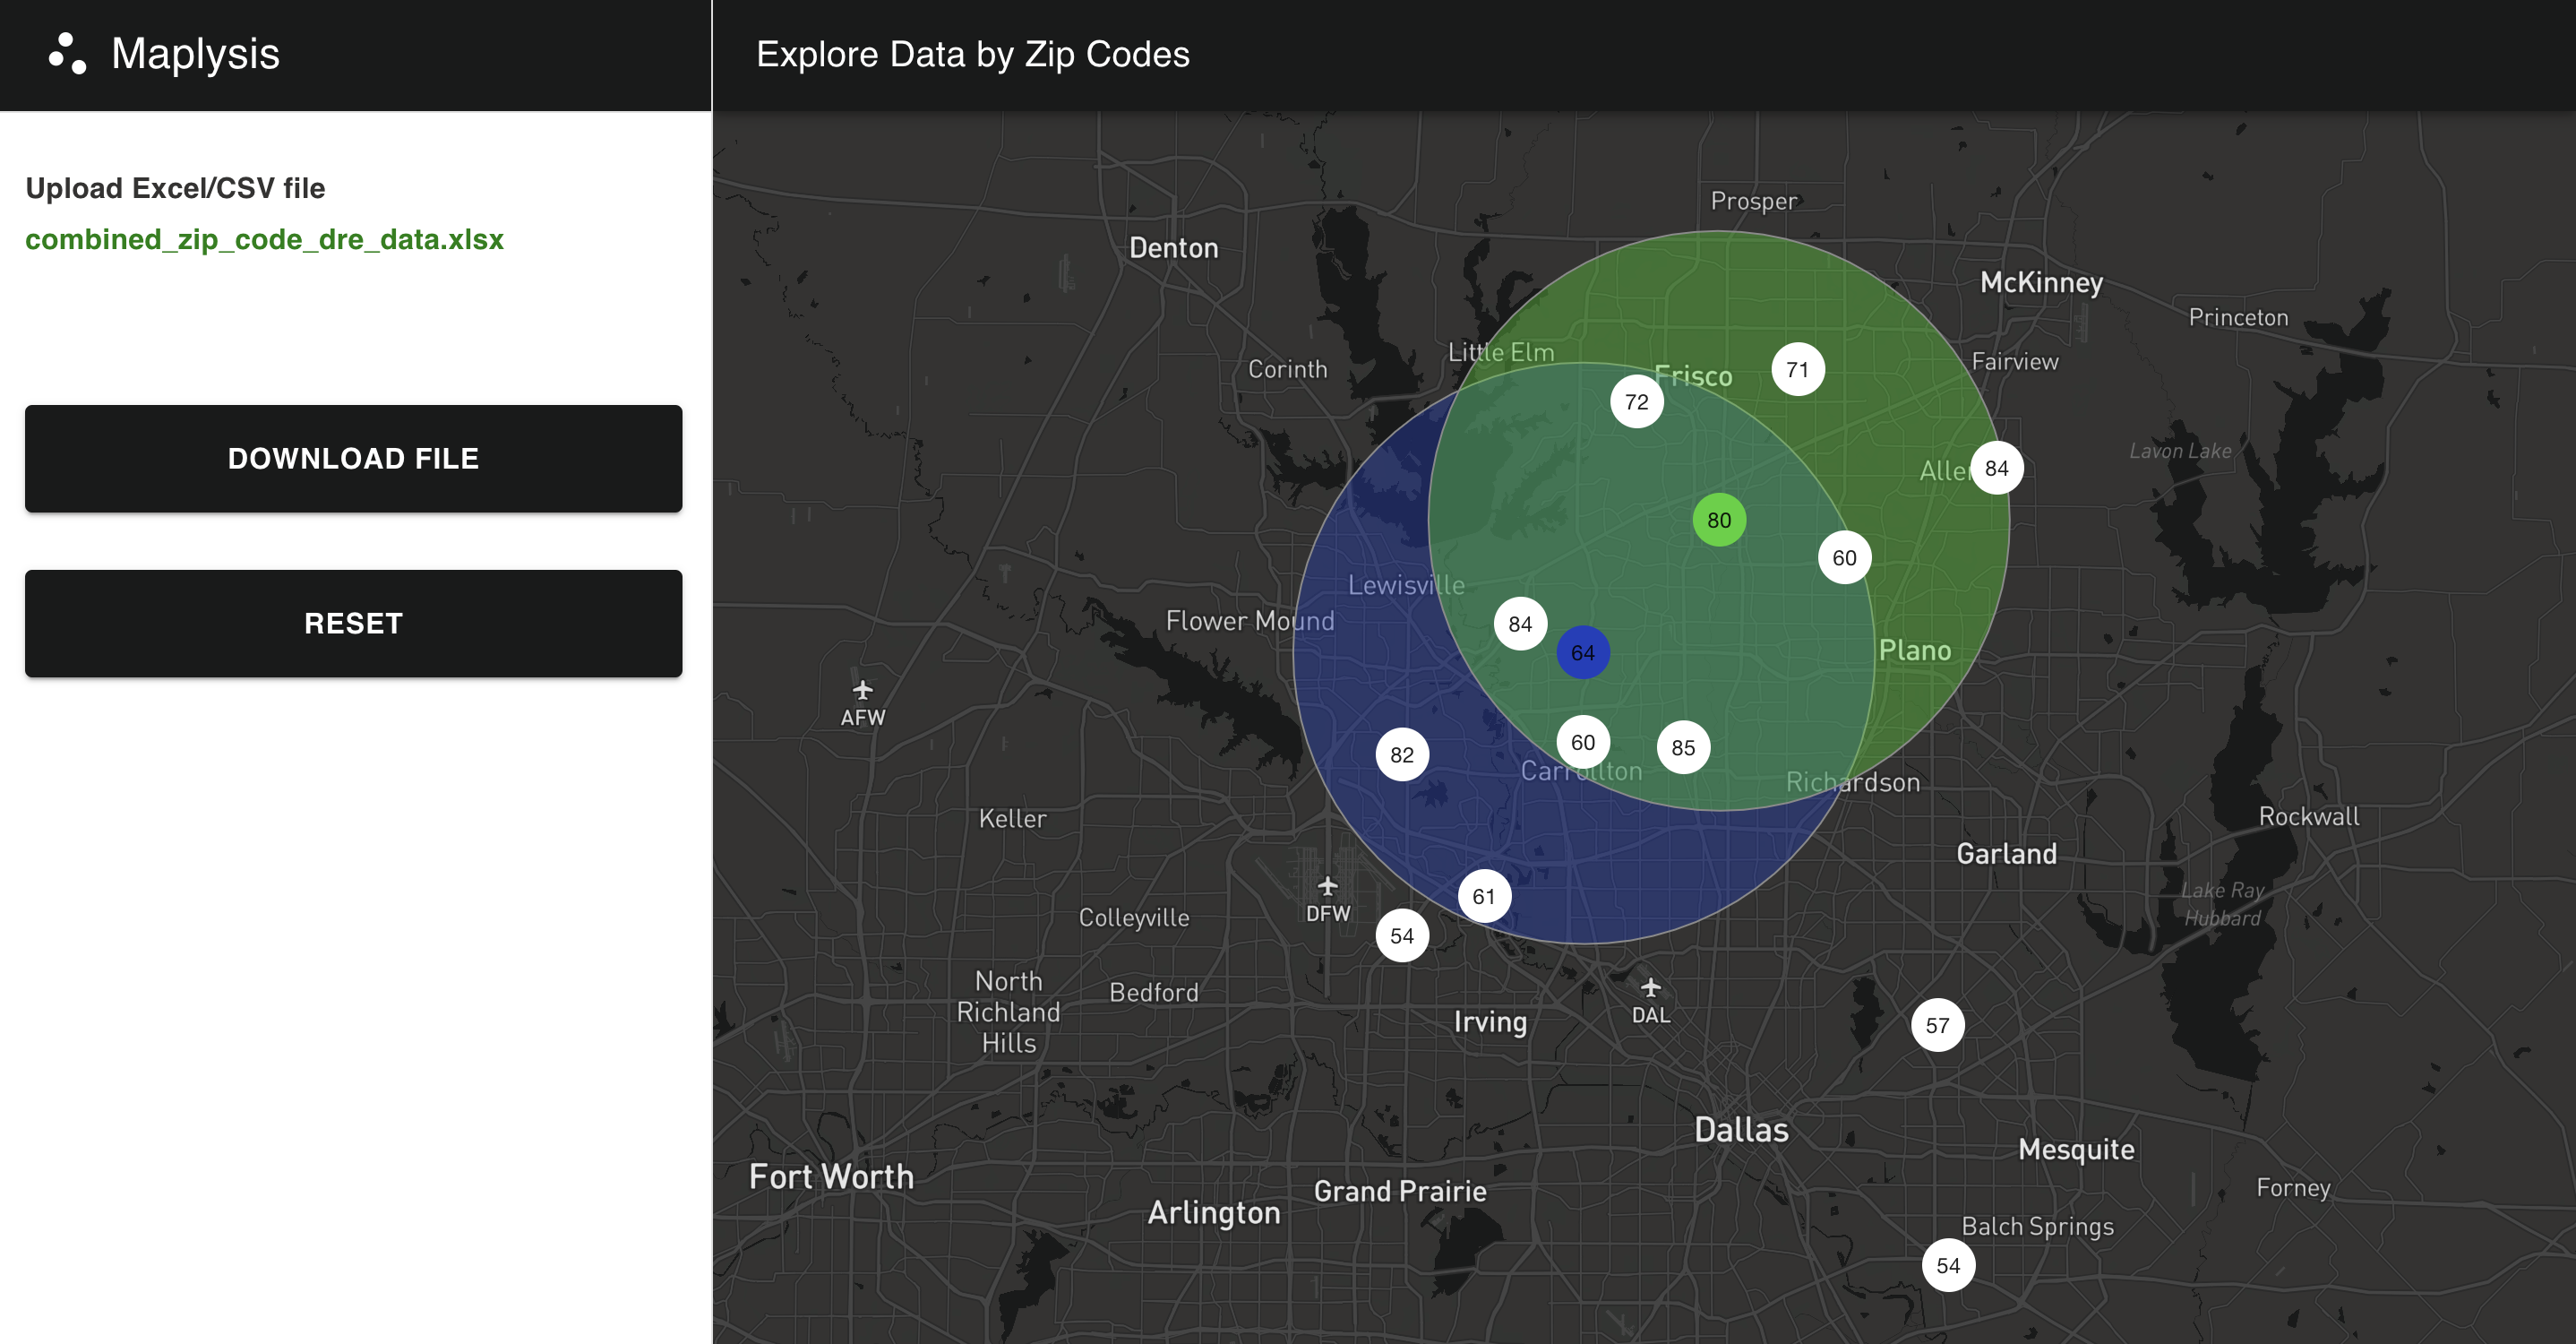 Maplysis
Explore Data by Zip Codes
Upload Excel/CSV file
combined_zip_code_dre_data.xlsx
DOWNLOAD FILE
RESET
Prosper
Denton
McKinney
Princeton
Little Elm
Fairview
Corinth
Frisco
71
72
Lavon Lake
Aller
84
80
60
Lewisville
Flower Mound
84
64
Plano
AFW
60
85
82
Carrollton
Richardson
Keller
Rockwall
Garland
Lake Ray
Hubbard
61
DFW
Colleyville
54
North
Richland
Hills
Bedford
DAL
Irving
57
Dallas
Mesquite
Fort Worth
Grand Prairie
Forney
Arlington
Balch Springs
54